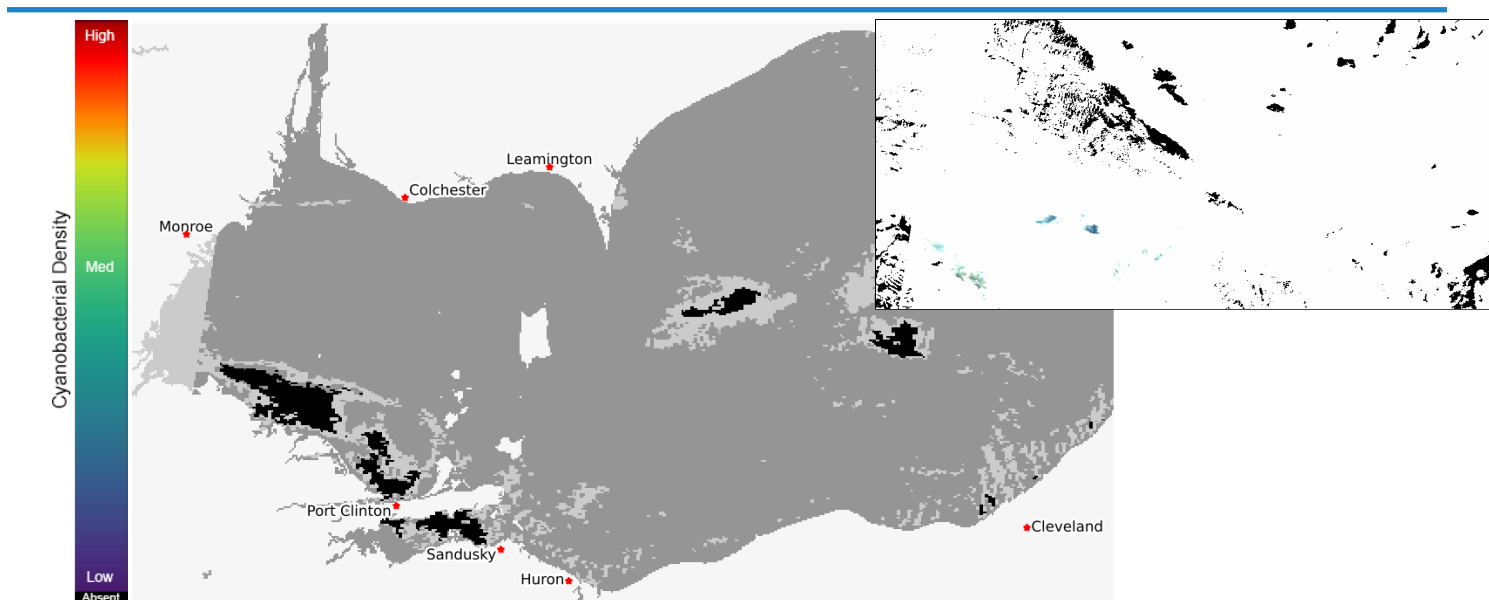 High
Med
Low
Absent
Cyanobacterial Density
Leamington
Colchester
Monroe
Port Clinton
Sandusky
Huron
Cleveland